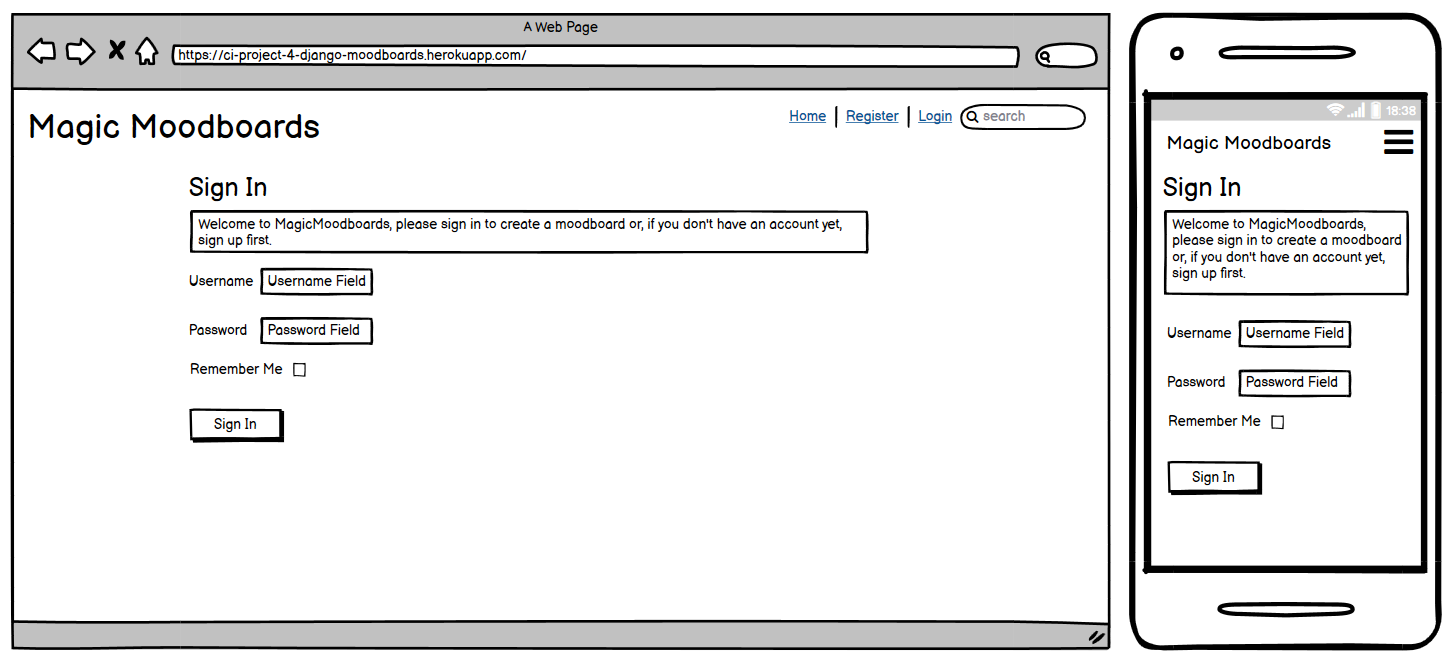 A Web Page
https://ci-project-4-django-moodboards.herokuapp.com/
Magic Moodboards
Home | Register | Login
search
Sign In
Welcome to MagicMoodboards, please sign in to create a moodboard or, if you don't have an account yet,
sign up first.
Username
Username Field
Password
Password Field
Remember Me
Sign In
18:38
Magic Moodboards
Sign In
Welcome to MagicMoodboards,
please sign in to create a moodboard
or, if you don't have an account yet,
sign up first.
Username
Username Field
Password
Password Field
Remember Me
Sign In